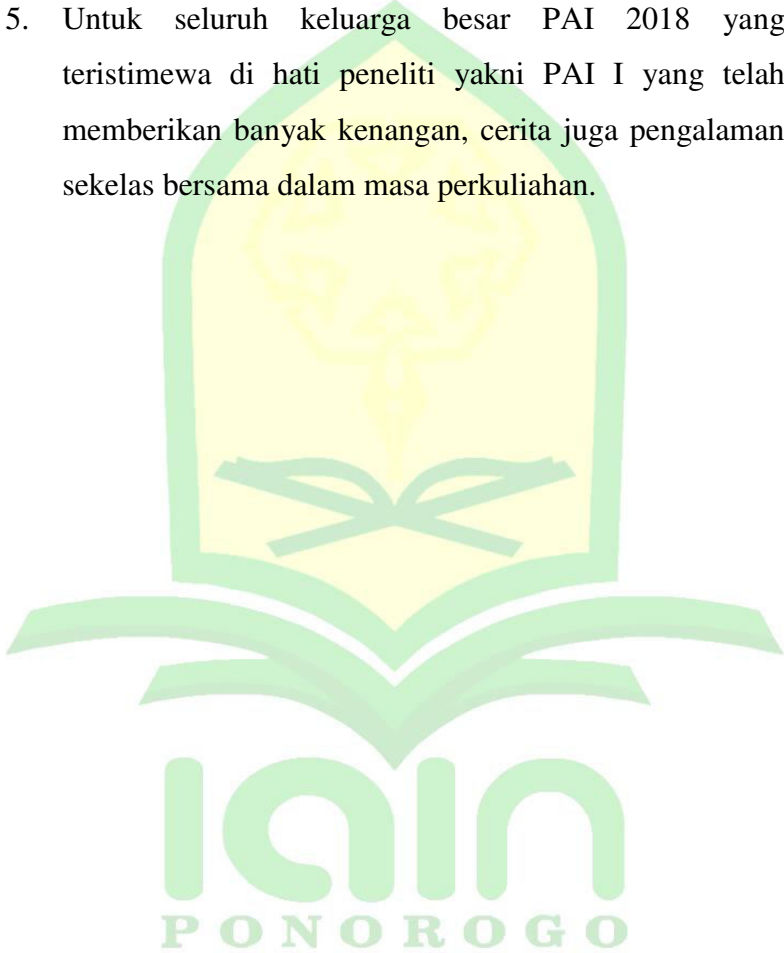 5. Untuk seluruh keluarga besar PAI 2018 yang
teristimewa di hati peneliti yakni PAI I yang telah
memberikan banyak kenangan, cerita juga pengalaman
sekelas bersama dalam masa perkuliahan.
iain
PONOROGO